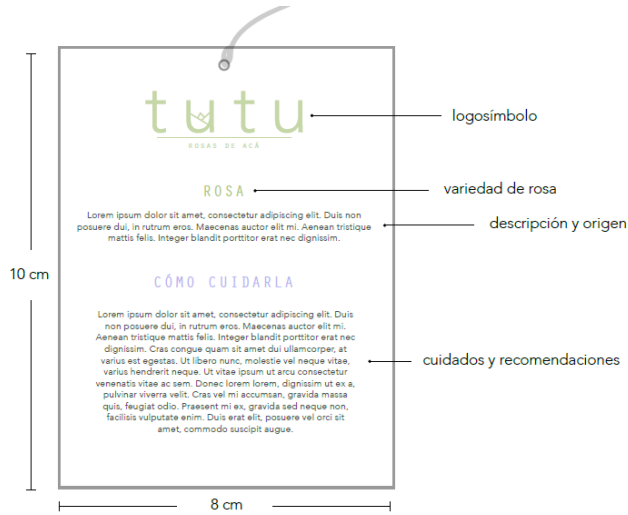 tutu
ROSAS DE ACÁ
logosímbolo
ROSA
variedad de rosa
Lorem ipsum dolor sit amet, consectetur adipiscing elit. Duis non
posuere dui, in rutrum eros. Maecenas auctor elit mi. Aenean tristique
mattis felis. Integer blandit porttitor erat nec dignissim.
descripción y origen
10 cm
CÓMO CUIDARLA
Lorem ipsum dolor sit amet, consectetur adipiscing elit. Duis
non posuere dui, in rutrum eros. Maecenas auctor elit mi.
Aenean tristique mattis felis. Integer blandit porttitor erat nec
dignissim. Cras congue quam sit amet dui ullamcorper, at
varius est egestas. Ut libero nunc, molestie vel neque vitae,
varius hendrerit neque. Ut vitae ipsum ut arcu consectetur
venenatis vitae ac sem. Donec lorem lorem, dignissim ut ex a,
pulvinar viverra velit. Cras vel mi accumsan, gravida massa
quis, feugiat odio. Praesent mi ex, gravida sed neque non,
facilisis vulputate enim. Duis erat elit, posuere vel orci sit
amet, commodo suscipit augue.
cuidados y recomendaciones
8 cm